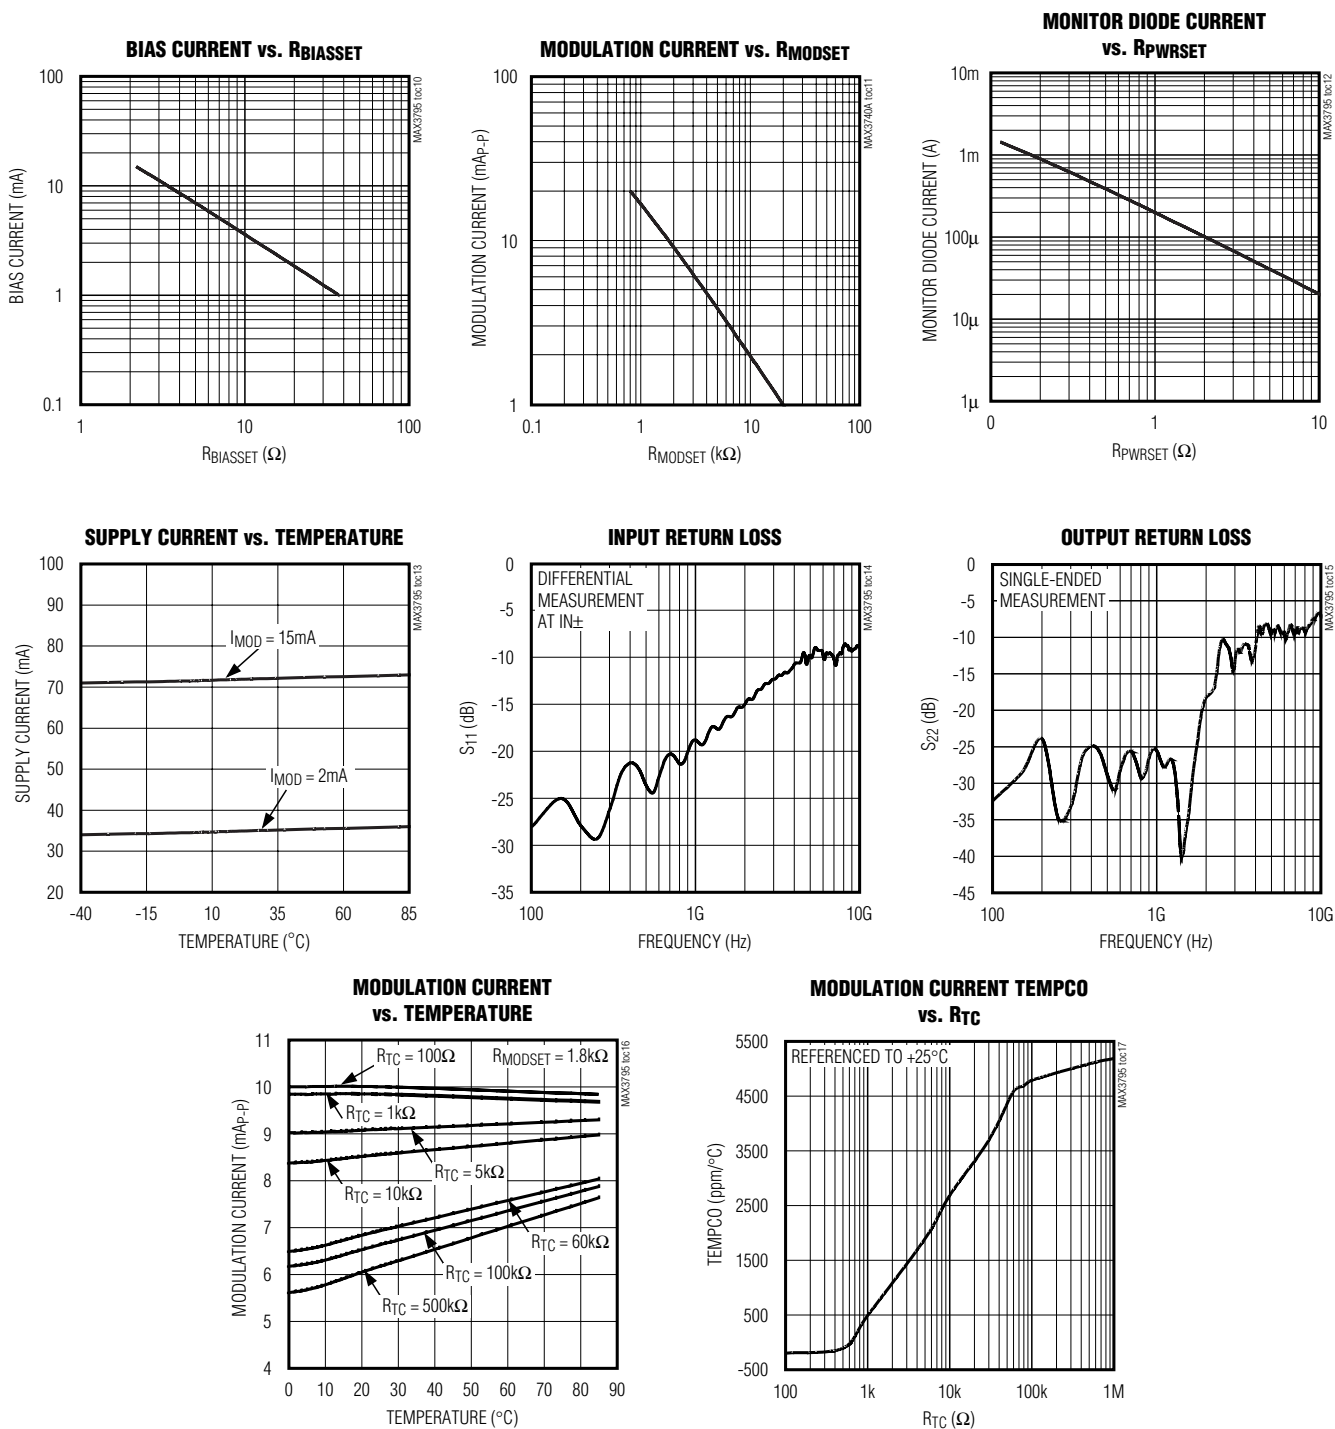 BIAS CURRENT vs. RBIASSET
100
10
1
0.1
BIAS CURRENT (mA)
1 10 100
RBIASSET (Ω)
MAX3795 toc10
MODULATION CURRENT vs. RMODSET
100
10
1
MODULATION CURRENT (mAP-P)
0.1 1 10 100
RMODSET (kΩ)
MAX3740A toc11
MONITOR DIODE CURRENT
vs. RPWRSET
10m
1m
100μ
10μ
1μ
MONITOR DIODE CURRENT (A)
0 1 10
RPWRSET (Ω)
MAX3795 toc12
SUPPLY CURRENT vs. TEMPERATURE
100
90
80
70
60
50
40
30
20
SUPPLY CURRENT (mA)
IMOD = 15mA
IMOD = 2mA
-40 -15 10 35 60 85
TEMPERATURE (°C)
MAX3795 toc13
INPUT RETURN LOSS
0
-5
-10
-15
-20
-25
-30
-35
S11 (dB)
DIFFERENTIAL
MEASUREMENT
AT IN±
100 1G 10G
FREQUENCY (Hz)
MAX3795 toc14
OUTPUT RETURN LOSS
0
-5
-10
-15
-20
-25
-30
-35
-40
-45
S22 (dB)
SINGLE-ENDED
MEASUREMENT
100 1G 10G
FREQUENCY (Hz)
MAX3795 toc15
MODULATION CURRENT
vs. TEMPERATURE
11
10
9
8
7
6
5
4
MODULATION CURRENT (mAP-P)
RTC = 100Ω
RMODSET = 1.8kΩ
RTC = 1kΩ
RTC = 5kΩ
RTC = 10kΩ
RTC = 60kΩ
RTC = 100kΩ
RTC = 500kΩ
0 10 20 30 40 50 60 70 80 90
TEMPERATURE (°C)
MAX3795 toc16
MODULATION CURRENT TEMPCO
vs. RTC
5500
4500
3500
2500
1500
500
-500
TEMPCO (ppm/°C)
REFERENCED TO +25°C
100 1k 10k 100k 1M
RTC (Ω)
MAX3795 toc17